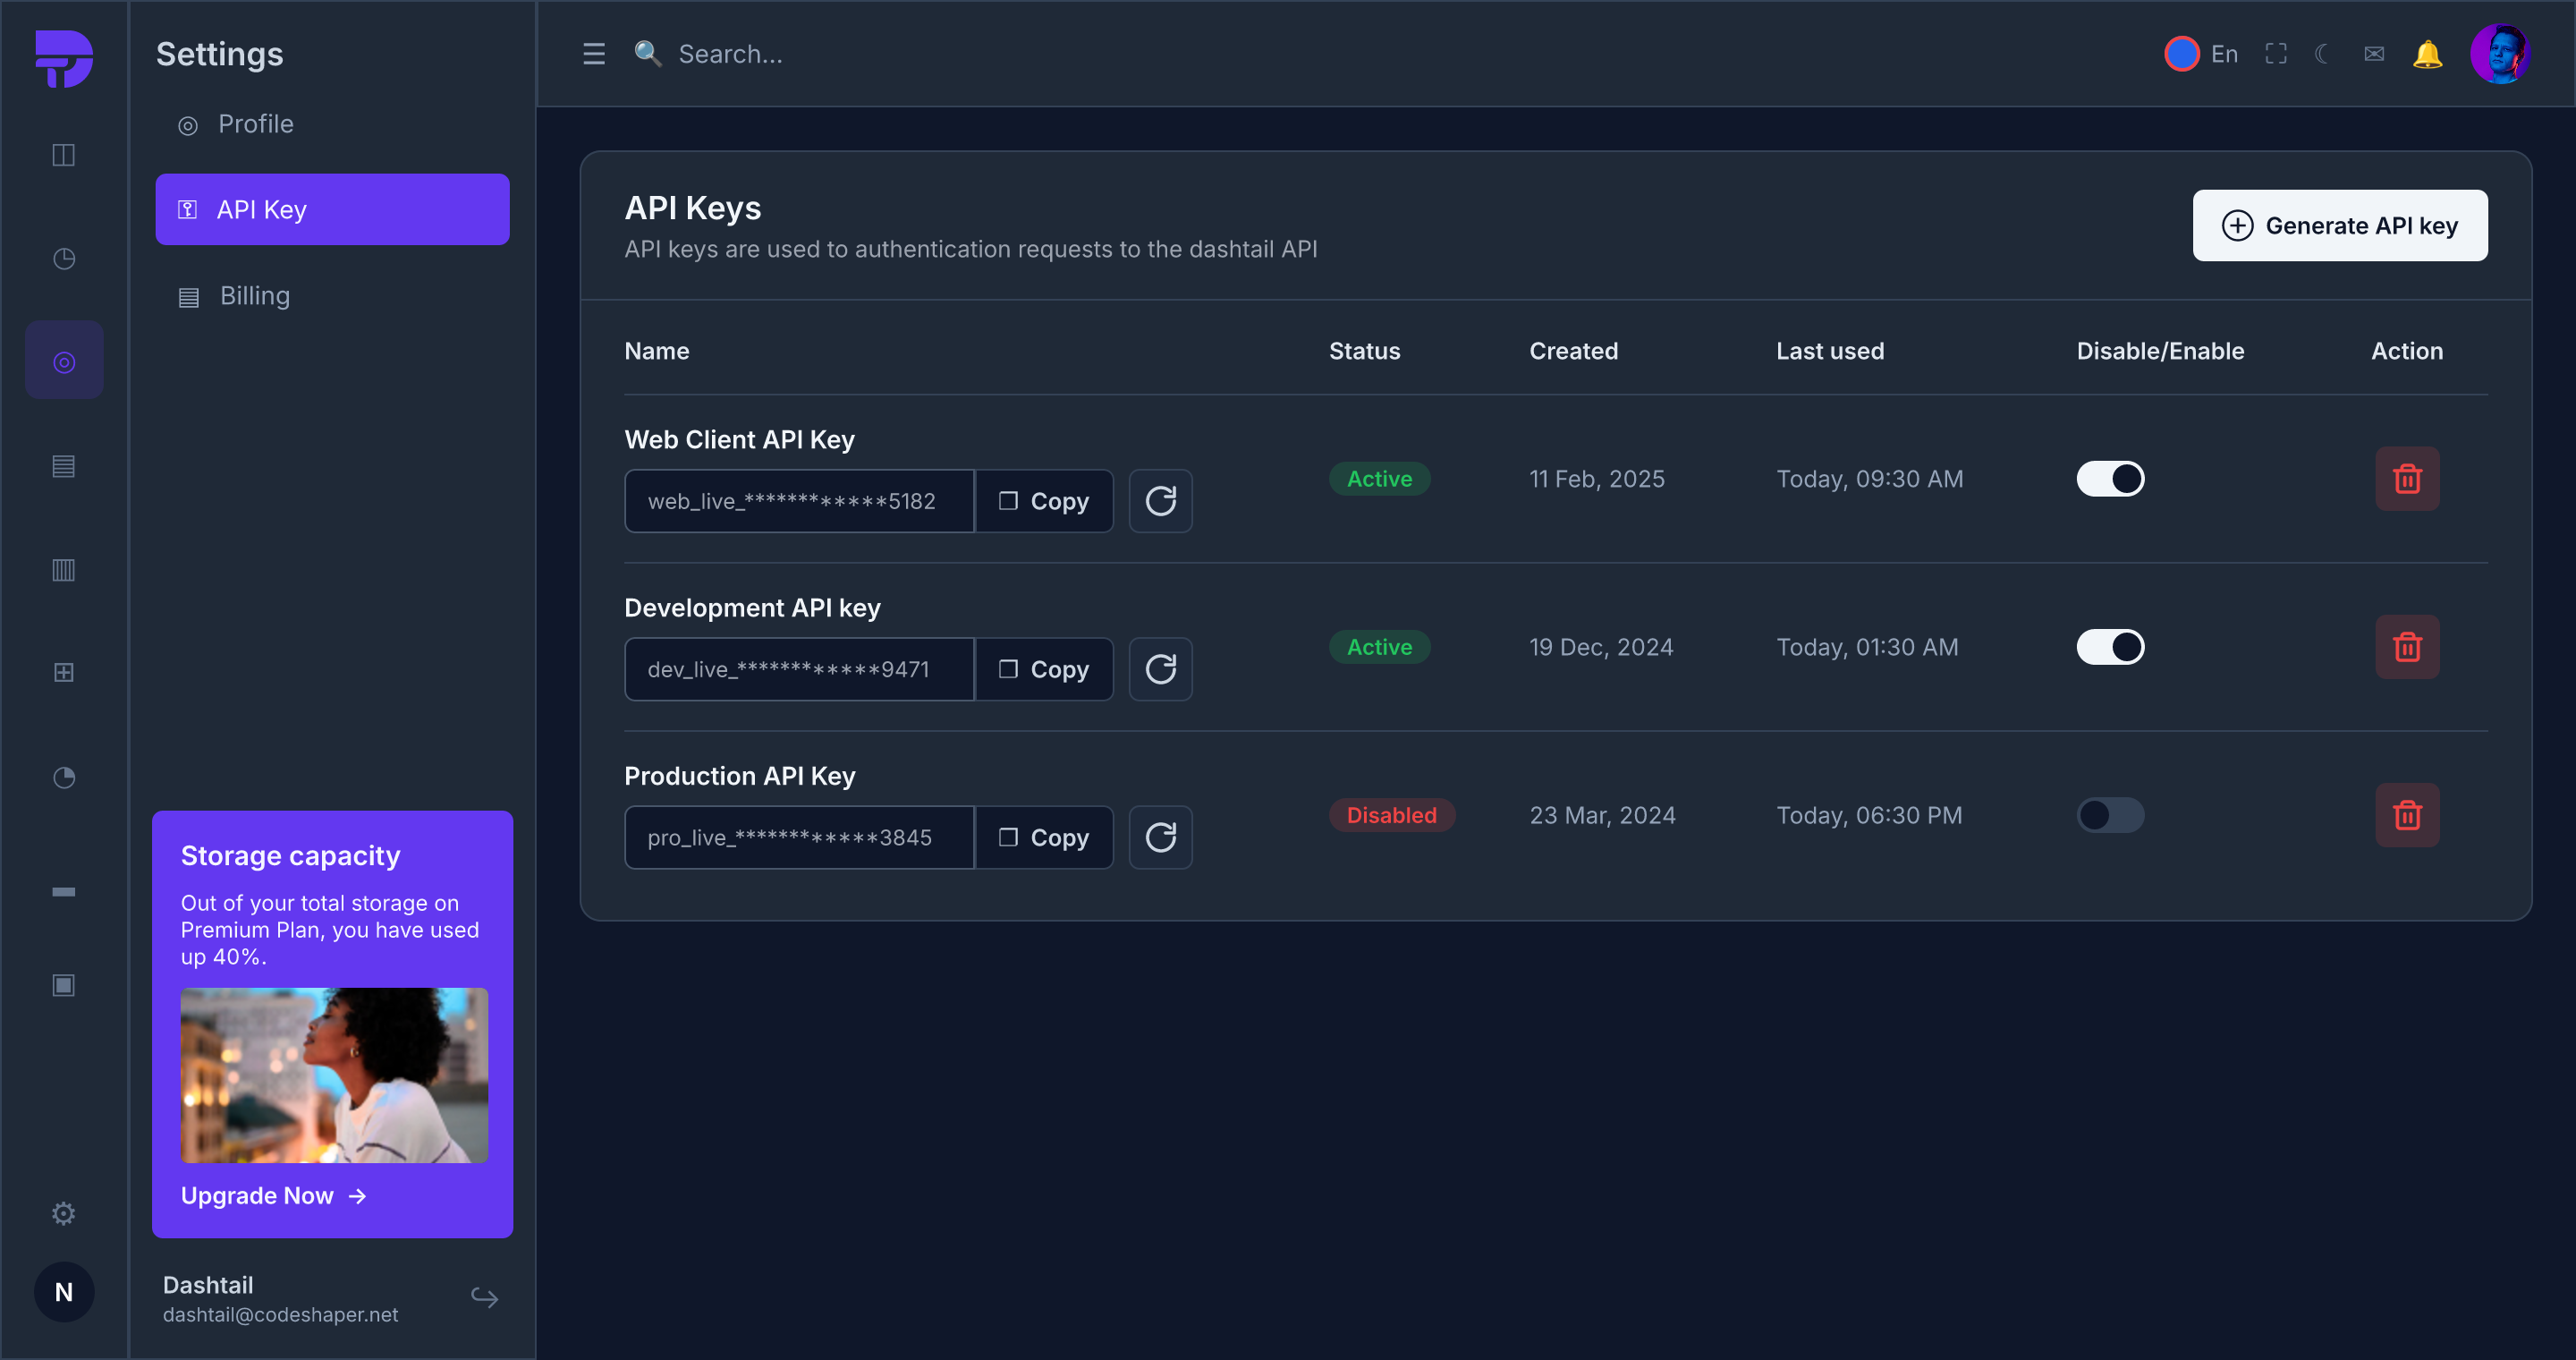 Settings
Profile
API Key
Billing
Storage capacity
Out of your total storage on
Premium Plan, you have used
up 40%.
Upgrade Now →
N
Dashtail
dashtail@codeshaper.net
Search...
En
API Keys
API keys are used to authentication requests to the dashtail API
Generate API key
Name Status Created Last used Disable/Enable Action
Web Client API Key
web_live_************5182 Copy Active 11 Feb, 2025 Today, 09:30 AM
Development API key
dev_live_************9471 Copy Active 19 Dec, 2024 Today, 01:30 AM
Production API Key
pro_live_************3845 Copy Disabled 23 Mar, 2024 Today, 06:30 PM